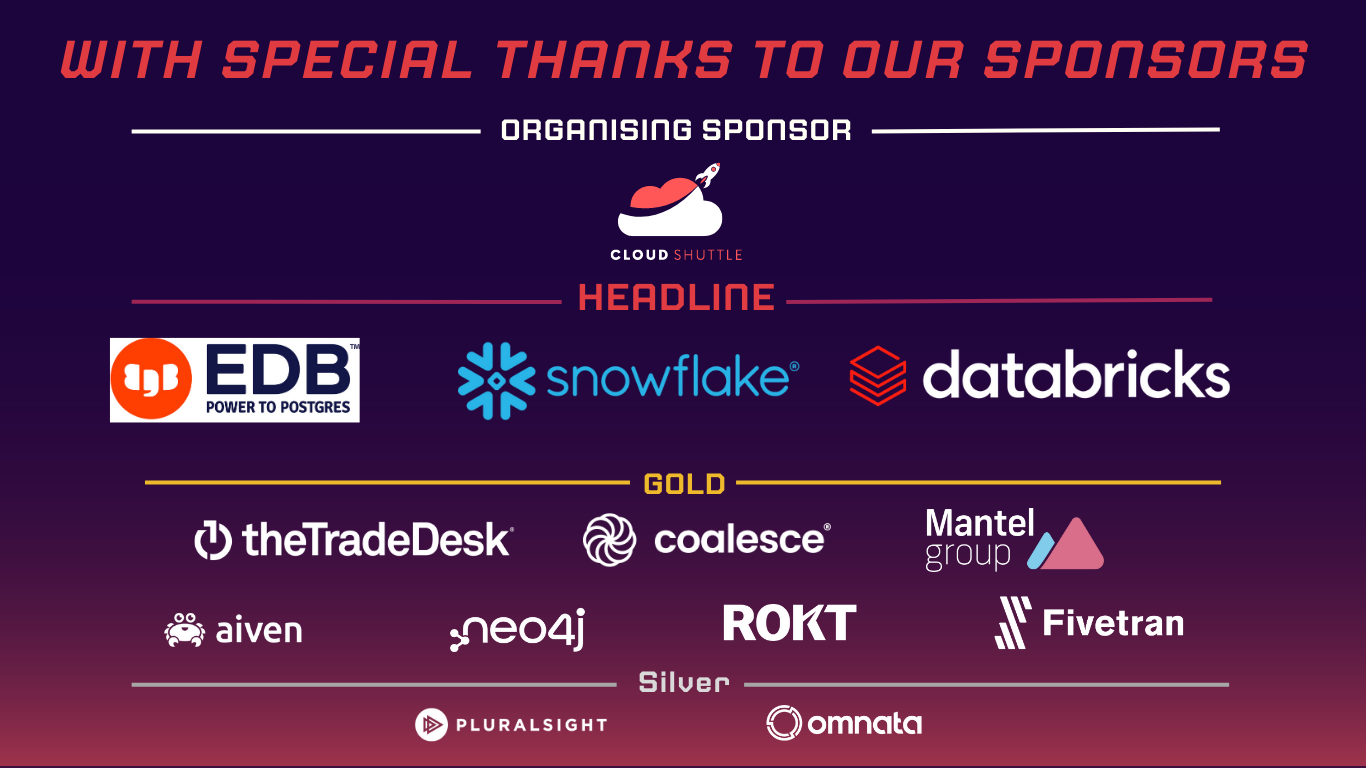 WITH SPECIAL THANKS TO OUR SPONSORS
ORGANISING SPONSOR
CLOUD SHUTTLE
HEADLINE
EDB™
POWER TO POSTGRES
snowflake®
databricks
GOLD
theTradeDesk®
coalesce®
Mantel
group
aiven
neo4j
ROKT
Fivetran
Silver
PLURALSIGHT
omnata